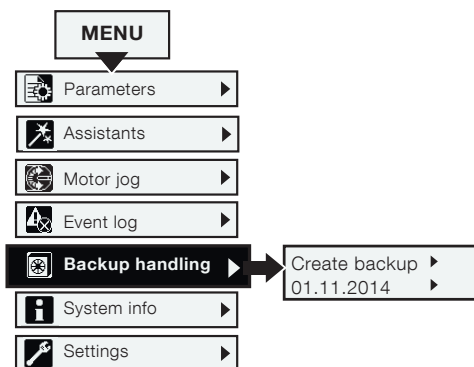 MENU
Parameters
Assistants
Motor jog
Event log
Backup handling
Create backup
01.11.2014
System info
Settings